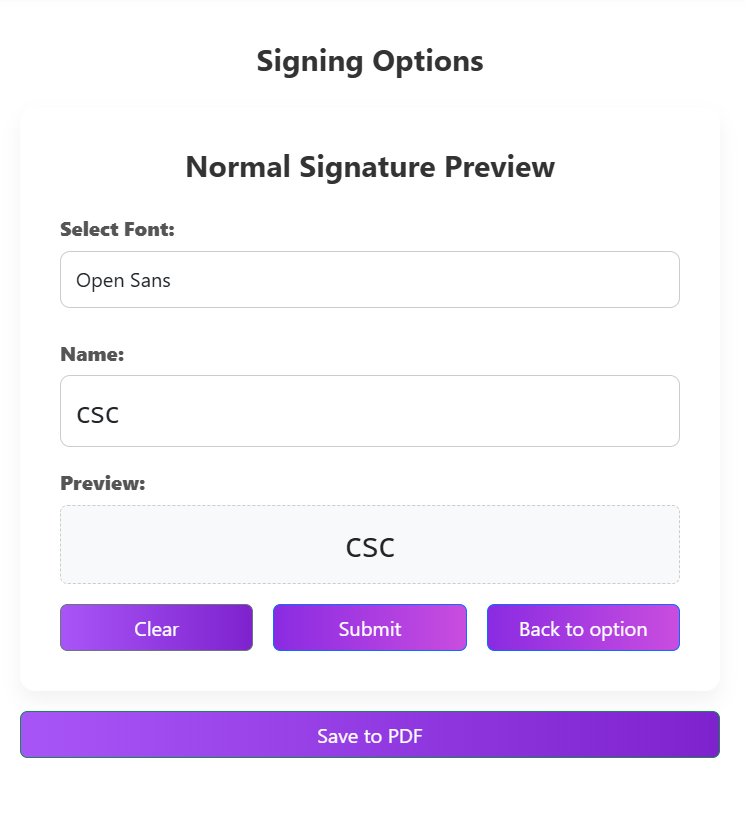 Signing Options
Normal Signature Preview
Select Font:
Open Sans
Name:
CSC
Preview:
CSC
Clear Submit Back to option
Save to PDF